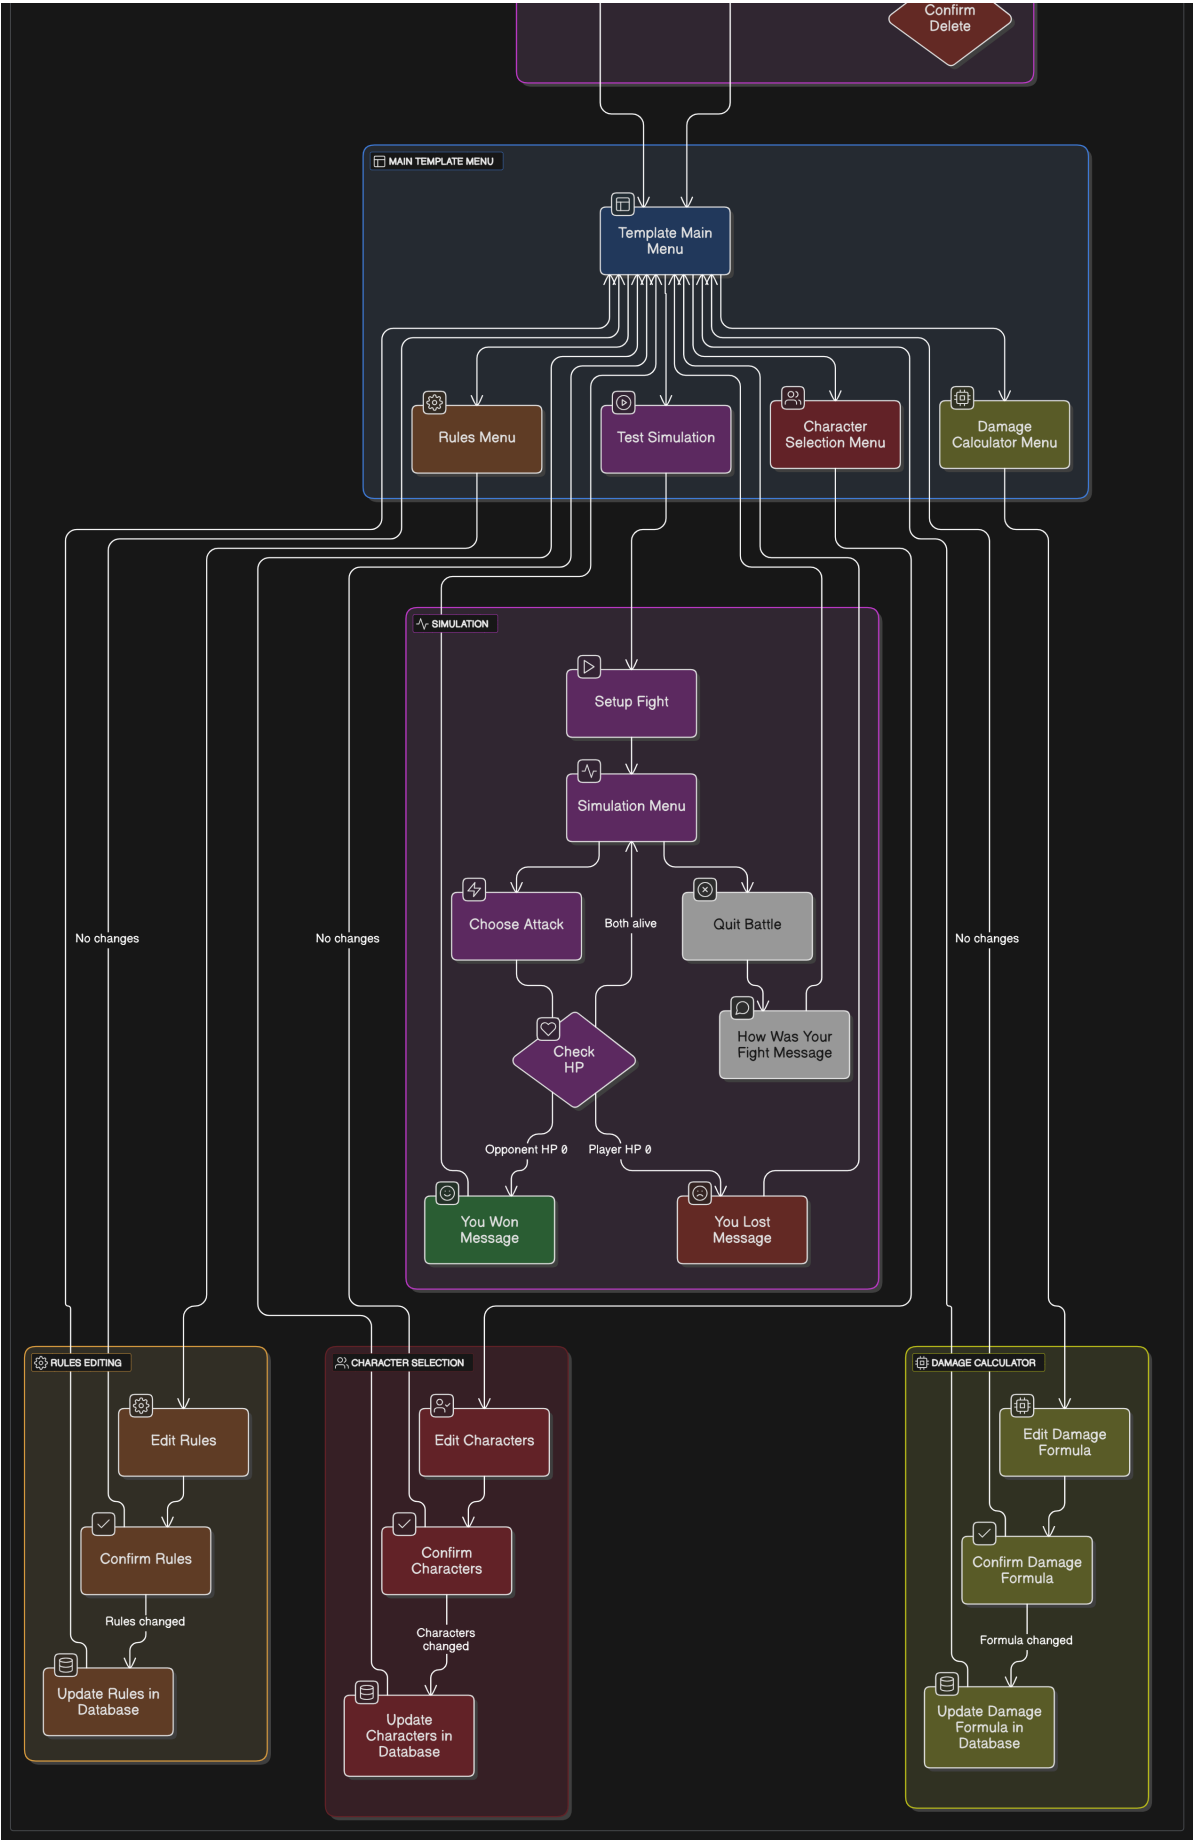 Confirm
Delete
MAIN TEMPLATE MENU
Template Main
Menu
Rules Menu
Test Simulation
Character
Selection Menu
Damage
Calculator Menu
SIMULATION
Setup Fight
Simulation Menu
Choose Attack
Both alive
Quit Battle
No changes
No changes
No changes
How Was Your
Fight Message
Check
HP
Opponent HP 0
Player HP 0
You Won
Message
You Lost
Message
RULES EDITING
Edit Rules
Confirm Rules
Rules changed
Update Rules in
Database
CHARACTER SELECTION
Edit Characters
Confirm
Characters
Characters
changed
Update
Characters in
Database
DAMAGE CALCULATOR
Edit Damage
Formula
Confirm Damage
Formula
Formula changed
Update Damage
Formula in
Database